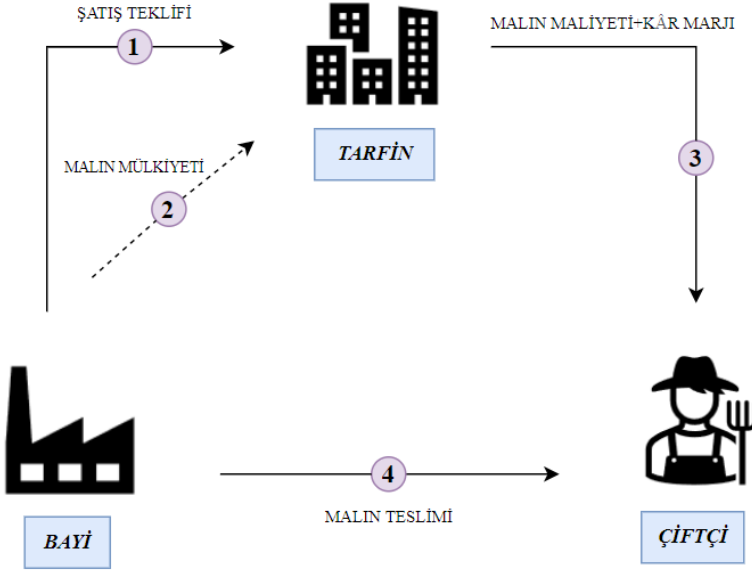 ŞATIŞ TEKLİFİ
1
MALIN MALİYETİ+KÂR MARJI
TARFİN
3
MALIN MÜLKİYETİ
2
4
MALIN TESLİMİ
BAYİ
ÇİFTÇİ